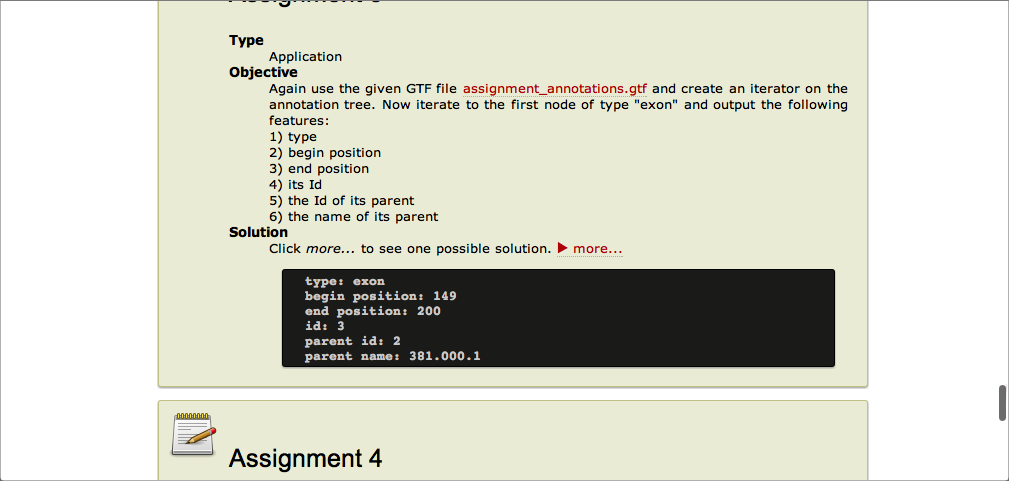 Type
Application
Objective
Again use the given GTF file assignment_annotations.gtf and create an iterator on the
annotation tree. Now iterate to the first node of type "exon" and output the following
features:
1) type
2) begin position
3) end position
4) its Id
5) the Id of its parent
6) the name of its parent
Solution
Click more... to see one possible solution. ▶ more...
type: exon
begin position: 149
end position: 200
id: 3
parent id: 2
parent name: 381.000.1
Assignment 4